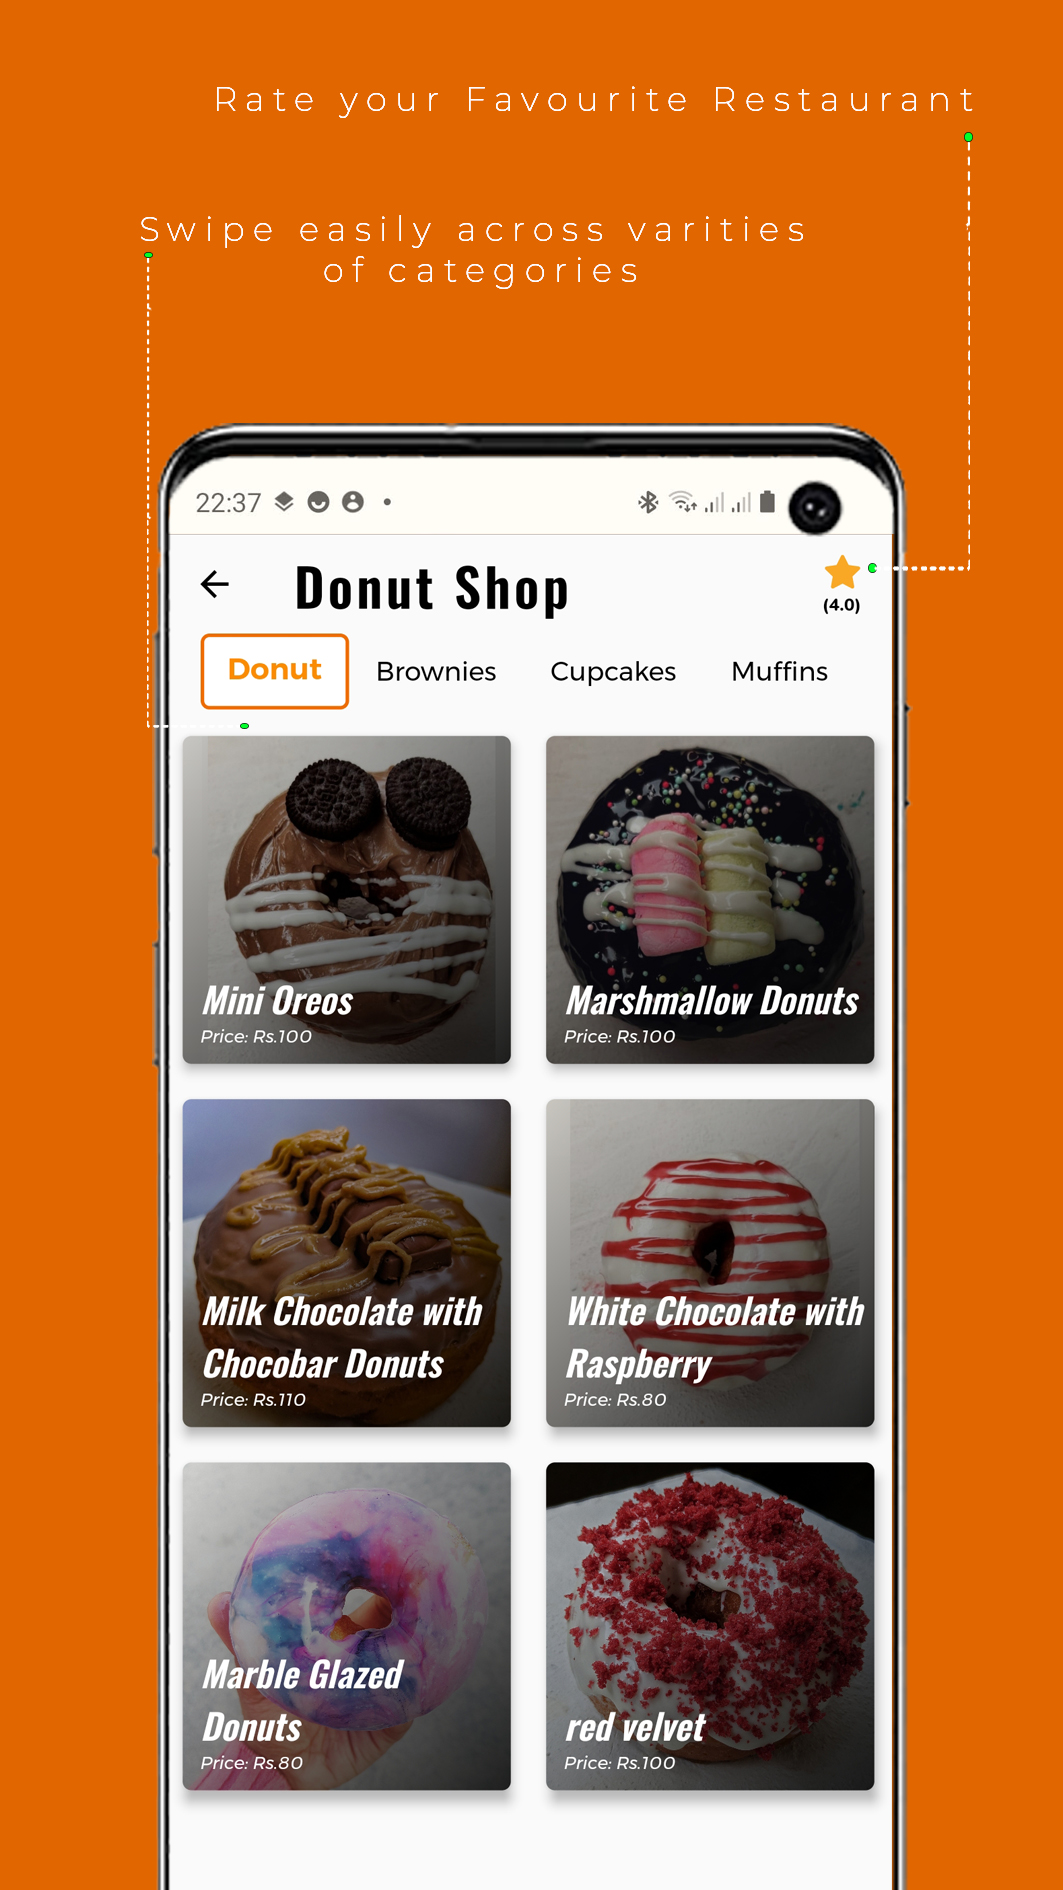 Rate your Favourite Restaurant
Swipe easily across varities
of categories
22:37
Donut Shop
(4.0)
Donut Brownies Cupcakes Muffins
Mini Oreos
Price: Rs.100
Marshmallow Donuts
Price: Rs.100
Milk Chocolate with
Chocobar Donuts
Price: Rs.110
White Chocolate with
Raspberry
Price: Rs.80
Marble Glazed
Donuts
Price: Rs.80
red velvet
Price: Rs.100